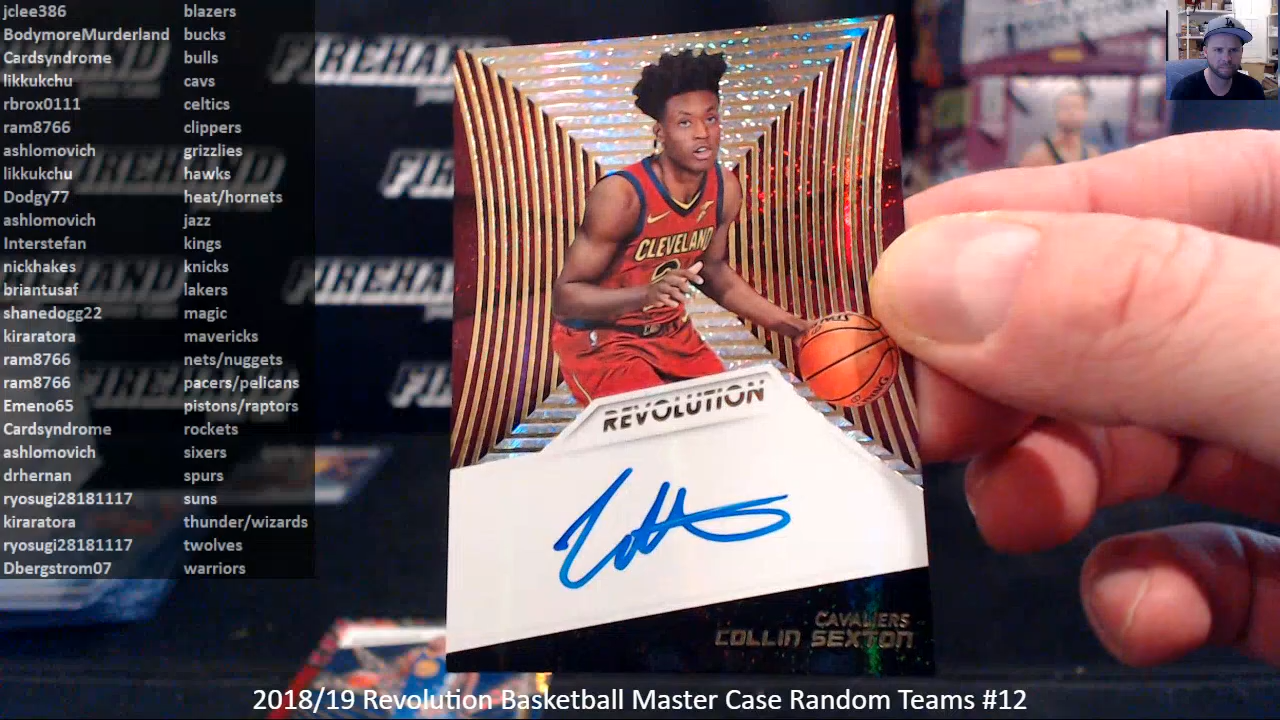 jclee386 blazers
BodymoreMurderland bucks
Cardsyndrome bulls
likkukchu cavs
rbrox0111 celtics
ram8766 clippers
ashlomovich grizzlies
likkukchu hawks
Dodgy77 heat/hornets
ashlomovich jazz
Interstefan kings
nickhakes knicks
briantusaf lakers
shanedogg22 magic
kiraratora mavericks
ram8766 nets/nuggets
ram8766 pacers/pelicans
Emeno65 pistons/raptors
Cardsyndrome rockets
ashlomovich sixers
drhernan spurs
ryosugi28181117 suns
kiraratora thunder/wizards
ryosugi28181117 twolves
Dbergstrom07 warriors
FIREHAND
CLEVELAND
REVOLUTION
CAVALIERS
COLLIN SEXTON
2018/19 Revolution Basketball Master Case Random Teams #12